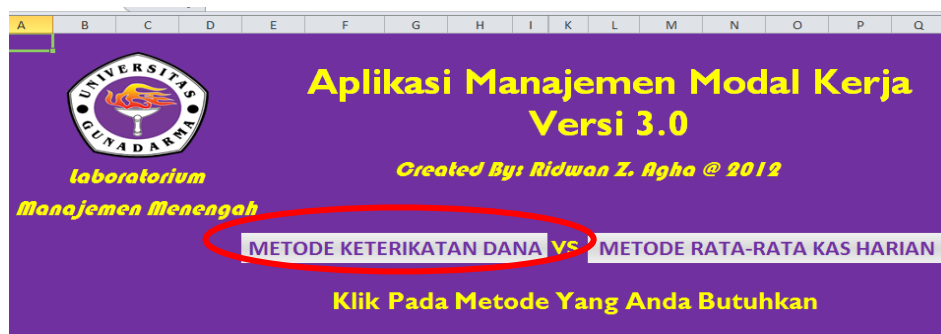 A B C D E F G H I K L M N O P Q
UNIVERSITAS GUNADARMA
Aplikasi Manajemen Modal Kerja
Versi 3.0
Created By: Ridwan Z. Agha @ 2012
Laboratorium
Manajemen Menengah
METODE KETERIKATAN DANA VS METODE RATA-RATA KAS HARIAN
Klik Pada Metode Yang Anda Butuhkan